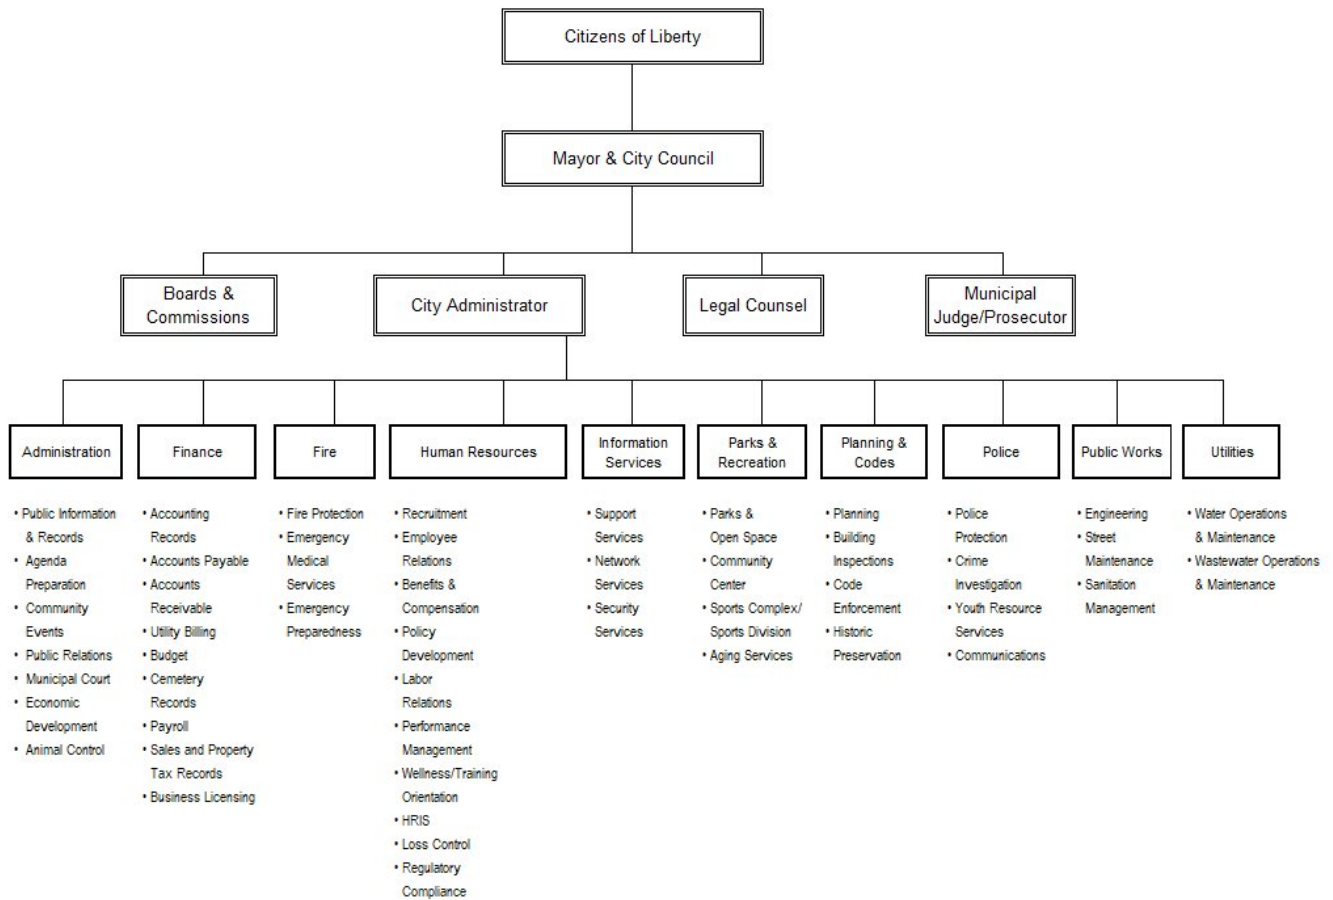 Citizens of Liberty
Mayor & City Council
Boards &
Commissions
City Administrator
Legal Counsel
Municipal
Judge/Prosecutor
Administration
Finance
Fire
Human Resources
Information
Services
Parks &
Recreation
Planning &
Codes
Police
Public Works
Utilities
• Public Information
& Records
• Agenda
Preparation
• Community
Events
• Public Relations
• Municipal Court
• Economic
Development
• Animal Control
• Accounting
Records
• Accounts Payable
• Accounts
Receivable
• Utility Billing
• Budget
• Cemetery
Records
• Payroll
• Sales and Property
Tax Records
• Business Licensing
• Fire Protection
• Emergency
Medical
Services
• Emergency
Preparedness
• Recruitment
• Employee
Relations
• Benefits &
Compensation
• Policy
Development
• Labor
Relations
• Performance
Management
• Wellness/Training
Orientation
• HRIS
• Loss Control
• Regulatory
Compliance
• Support
Services
• Network
Services
• Security
Services
• Parks &
Open Space
• Community
Center
• Sports Complex/
Sports Division
• Aging Services
• Planning
• Building
Inspections
• Code
Enforcement
• Historic
Preservation
• Police
Protection
• Crime
Investigation
• Youth Resource
Services
• Communications
• Engineering
• Street
Maintenance
• Sanitation
Management
• Water Operations
& Maintenance
• Wastewater Operations
& Maintenance